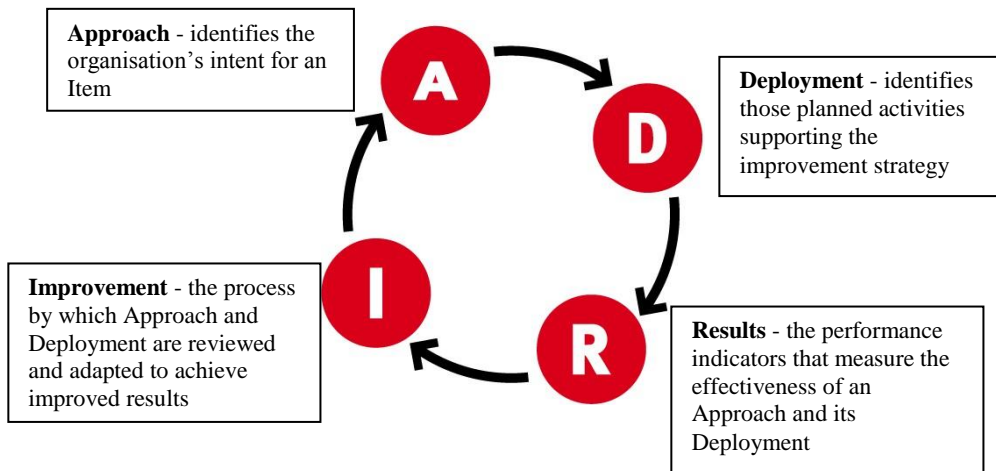 Approach - identifies the
organisation’s intent for an
Item
A
D
Deployment - identifies
those planned activities
supporting the
improvement strategy
I
Improvement - the process
by which Approach and
Deployment are reviewed
and adapted to achieve
improved results
R
Results - the performance
indicators that measure the
effectiveness of an
Approach and its
Deployment